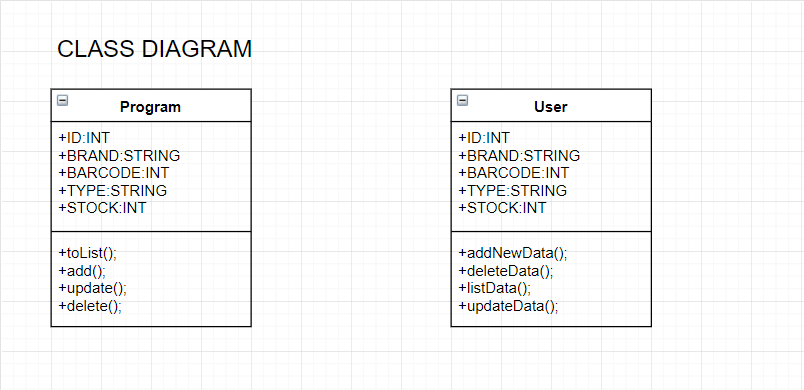 CLASS DIAGRAM
Program
+ID:INT
+BRAND:STRING
+BARCODE:INT
+TYPE:STRING
+STOCK:INT
+toList();
+add();
+update();
+delete();
User
+ID:INT
+BRAND:STRING
+BARCODE:INT
+TYPE:STRING
+STOCK:INT
+addNewData();
+deleteData();
+listData();
+updateData();